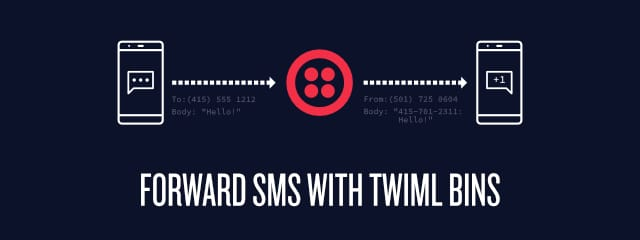 +1
To:(415) 555 1212
Body: "Hello!"
From:(501) 725 0604
Body: "415-701-2311:
Hello!"
FORWARD SMS WITH TWIML BINS